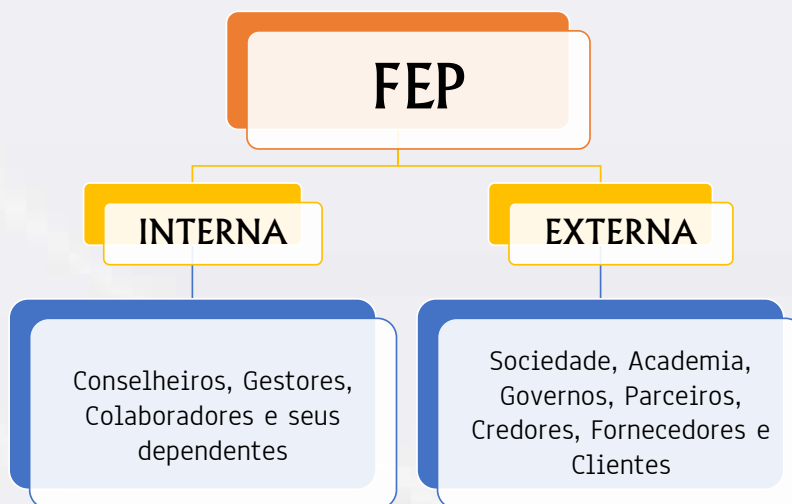 FEP
INTERNA
EXTERNA
Conselheiros, Gestores,
Colaboradores e seus
dependentes
Sociedade, Academia,
Governos, Parceiros,
Credores, Fornecedores e
Clientes